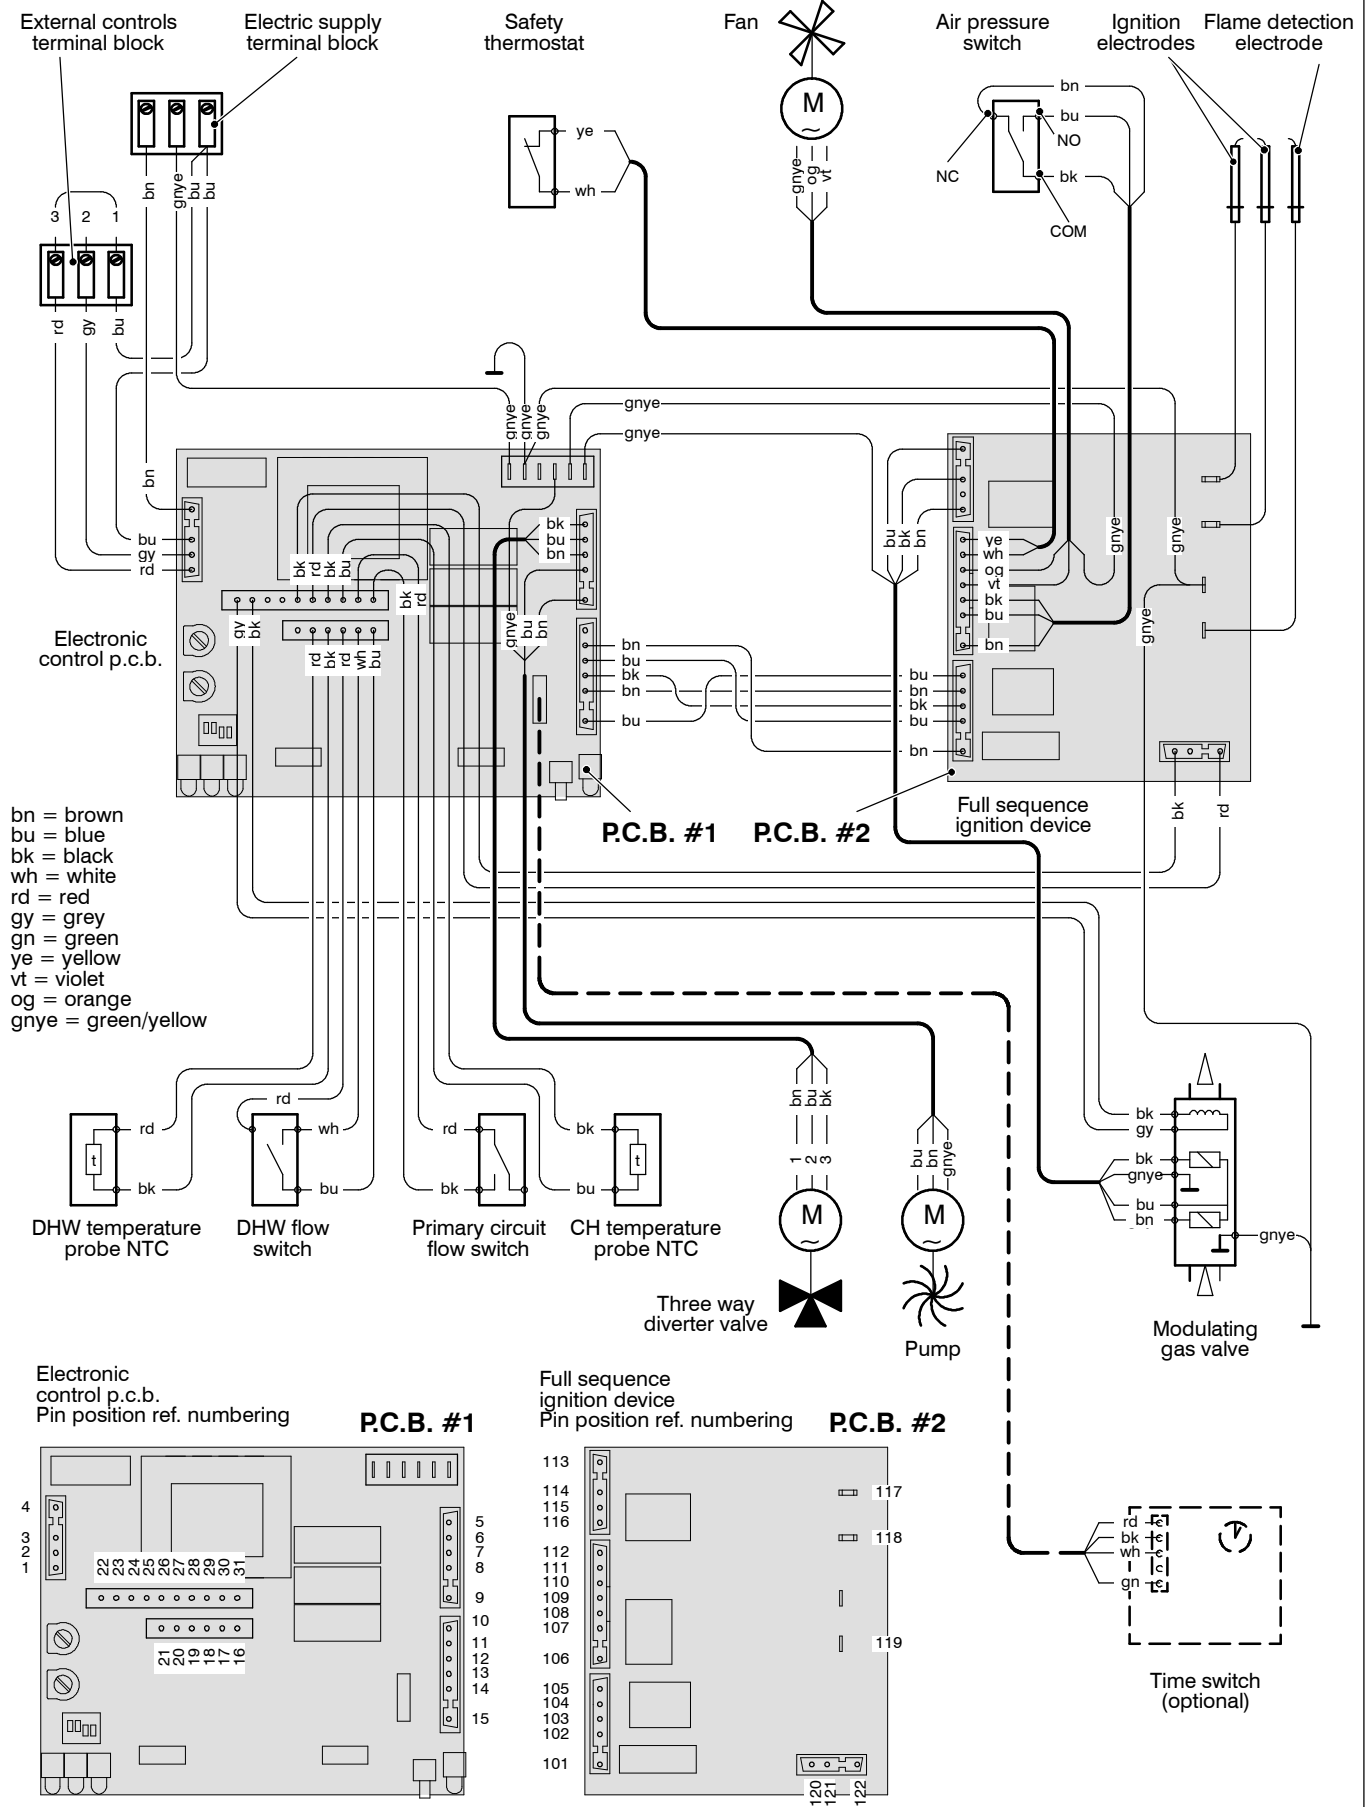 External controls
terminal block
Electric supply
terminal block
Safety
thermostat
Fan
Air pressure
switch
Ignition
electrodes
Flame detection
electrode
M
~
bn
bu
NO
NC
bk
COM
ye
wh
gnye
og
vt
bn
gnye
bu
bu
3
2
1
rd
gy
bu
gnye
gnye
gnye
gnye
gnye
bn
bu
gy
rd
bk
bu
bn
bk
rd
bk
bu
bk
rd
gy
bk
rd
bk
rd
wh
bu
gnye
bu
bn
bu
bk
bn
ye
wh
og
vt
bk
bu
bn
gnye
gnye
gnye
Electronic
control p.c.b.
bn
bu
bk
bn
bu
bu
bn
bk
bu
bn
bk
rd
P.C.B. #1
P.C.B. #2
Full sequence
ignition device
bn = brown
bu = blue
bk = black
wh = white
rd = red
gy = grey
gn = green
ye = yellow
vt = violet
og = orange
gnye = green/yellow
rd
bk
t
DHW temperature
probe NTC
rd
wh
bu
DHW flow
switch
rd
bk
Primary circuit
flow switch
bk
bu
t
CH temperature
probe NTC
bn
bu
bk
1
2
3
M
~
Three way
diverter valve
bu
bn
gnye
M
~
Pump
bk
gy
bk
gnye
bu
bn
gnye
Modulating
gas valve
Electronic
control p.c.b.
Pin position ref. numbering
P.C.B. #1
4
3
2
1
22
23
24
25
26
27
28
29
30
31
21
20
19
18
17
16
5
6
7
8
9
10
11
12
13
14
15
Full sequence
ignition device
Pin position ref. numbering
P.C.B. #2
113
114
115
116
112
111
110
109
108
107
106
105
104
103
102
101
117
118
119
120
121
122
rd
bk
wh
gn
Time switch
(optional)